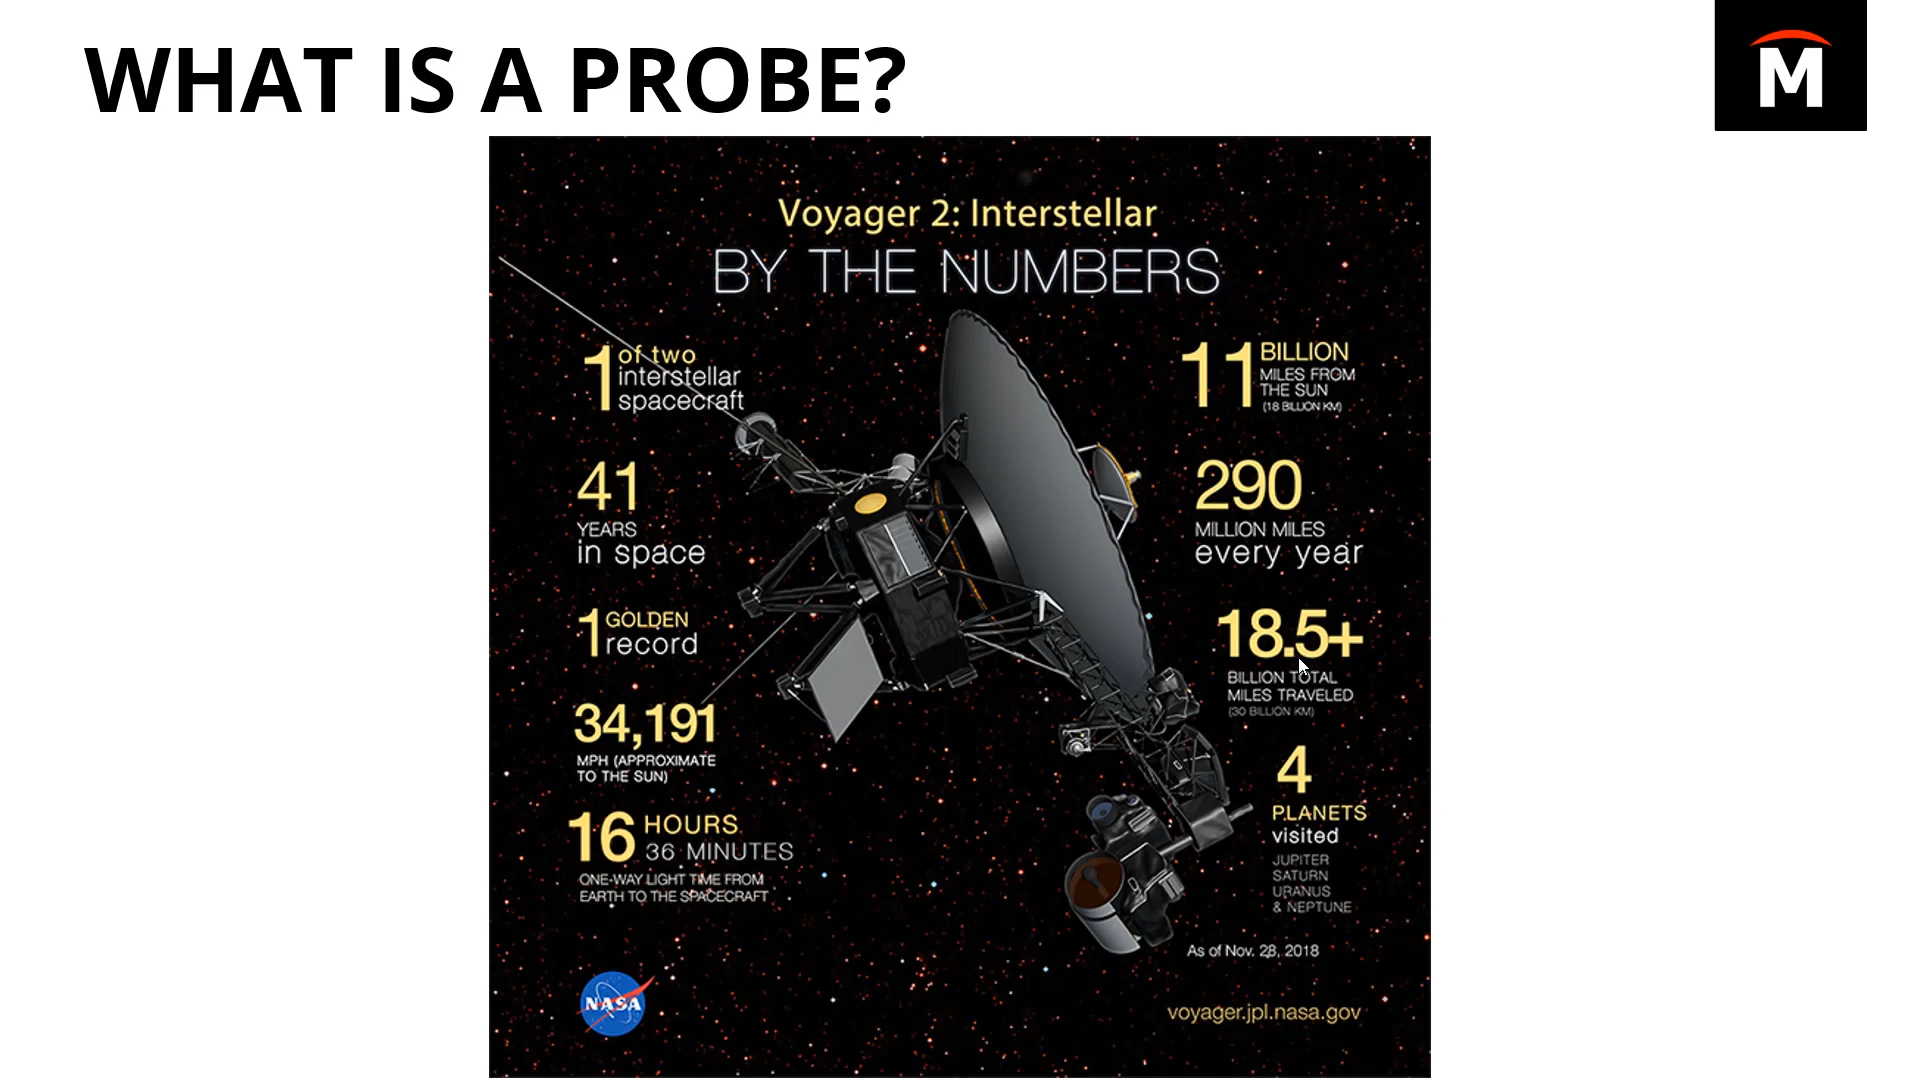 WHAT IS A PROBE?
M
Voyager 2: Interstellar
BY THE NUMBERS
1 of two
interstellar
spacecraft
41
YEARS
in space
1 GOLDEN
record
34,191
MPH (APPROXIMATE
TO THE SUN)
16 HOURS
36 MINUTES
ONE-WAY LIGHT TIME FROM
EARTH TO THE SPACECRAFT
11 BILLION
MILES FROM
THE SUN
(18 BILLION KM)
290
MILLION MILES
every year
18.5+
BILLION TOTAL
MILES TRAVELED
(30 BILLION KM)
4
PLANETS
visited
JUPITER
SATURN
URANUS
& NEPTUNE
As of Nov. 28, 2018
NASA
voyager.jpl.nasa.gov